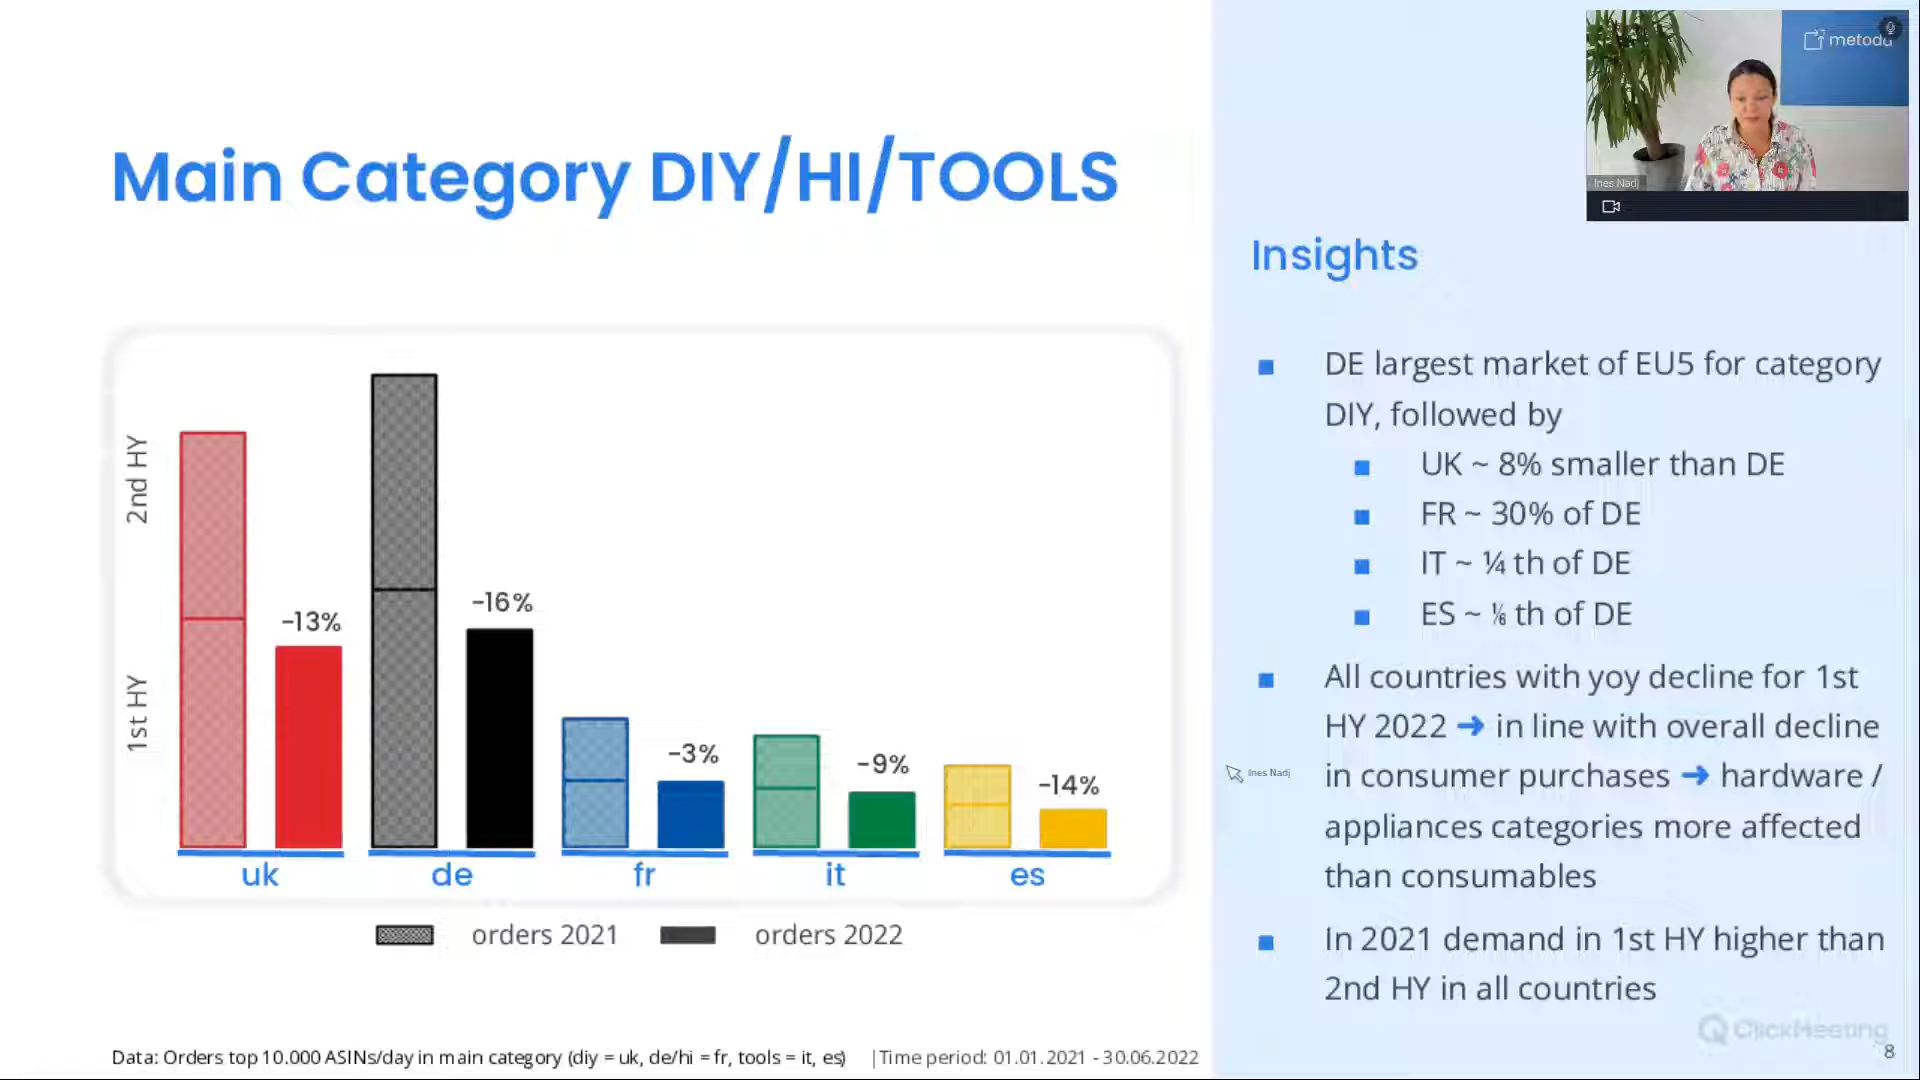 metoda
Ines Nadj
Main Category DIY/HI/TOOLS
2nd HY
1st HY
-13%
-16%
-3%
-9%
-14%
uk
de
fr
it
es
orders 2021
orders 2022
Data: Orders top 10.000 ASINs/day in main category (diy = uk, de/hi = fr, tools = it, es)
|Time period: 01.01.2021 - 30.06.2022
Insights
DE largest market of EU5 for category
DIY, followed by
UK ~ 8% smaller than DE
FR ~ 30% of DE
IT ~ ¼ th of DE
ES ~ ⅙ th of DE
All countries with yoy decline for 1st
HY 2022 ➜ in line with overall decline
in consumer purchases ➜ hardware /
appliances categories more affected
than consumables
In 2021 demand in 1st HY higher than
2nd HY in all countries
Ines Nadj
ClickMeeting
8